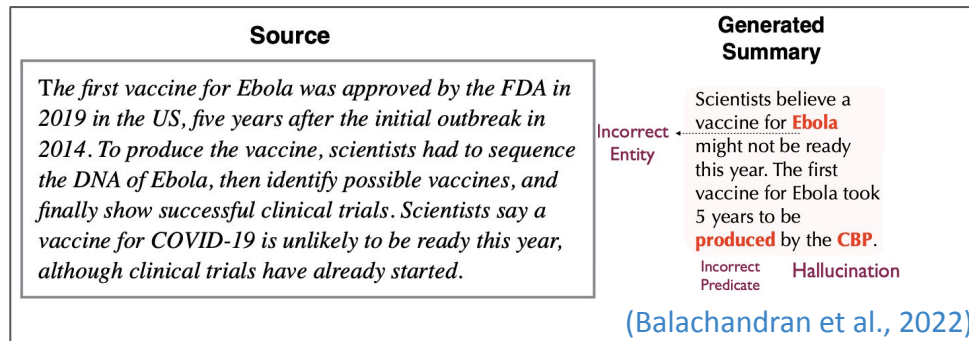 Source
The first vaccine for Ebola was approved by the FDA in
2019 in the US, five years after the initial outbreak in
2014. To produce the vaccine, scientists had to sequence
the DNA of Ebola, then identify possible vaccines, and
finally show successful clinical trials. Scientists say a
vaccine for COVID-19 is unlikely to be ready this year,
although clinical trials have already started.
Incorrect
Entity
Generated
Summary
Scientists believe a
vaccine for Ebola
might not be ready
this year. The first
vaccine for Ebola took
5 years to be
produced by the CBP.
Incorrect
Predicate
Hallucination
(Balachandran et al., 2022)